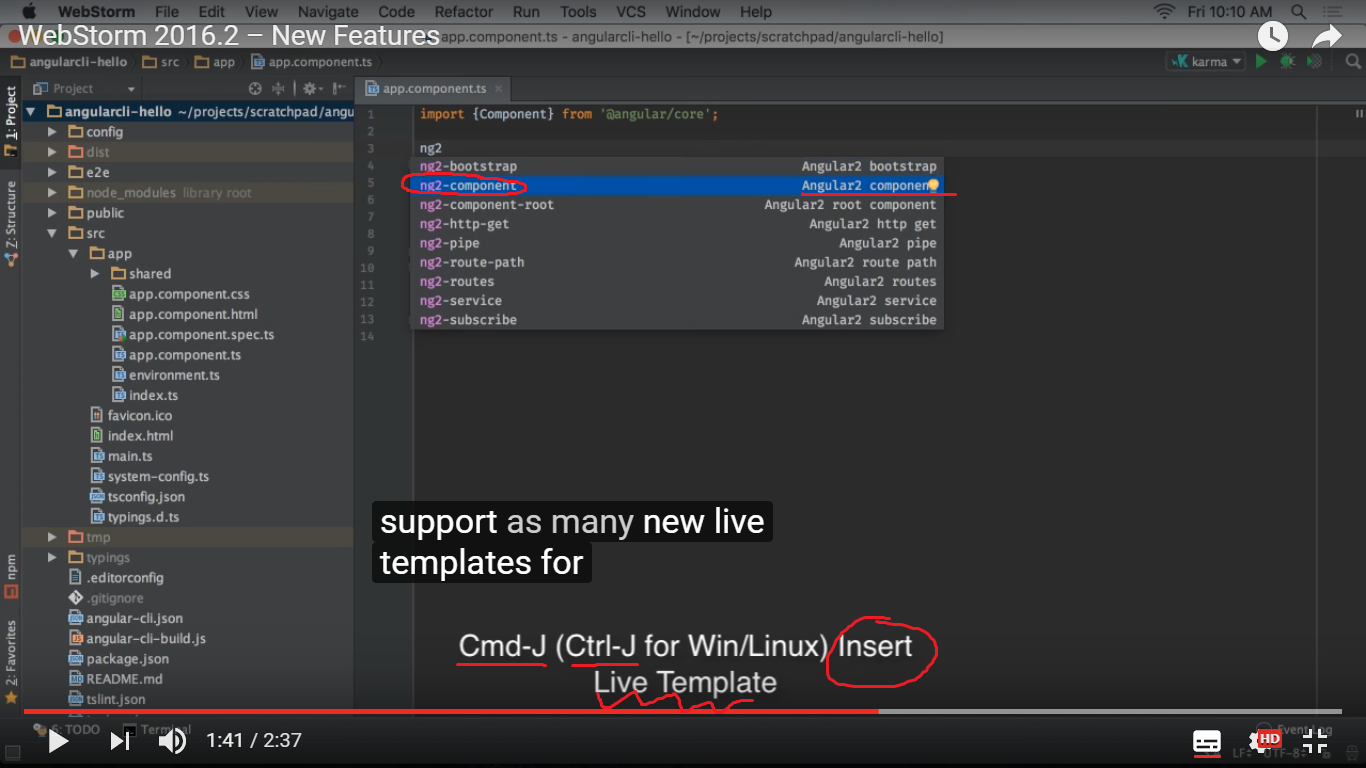 WebStorm File Edit View Navigate Code Refactor Run Tools VCS Window Help Fri 10:10 AM
WebStorm 2016.2 – New Features
app.component.ts - angularcli-hello - [~/projects/scratchpad/angularcli-hello]
angularcli-hello src app app.component.ts karma
1: Project
Project
app.component.ts
angularcli-hello ~/projects/scratchpad/angu
config
dist
e2e
node_modules library root
public
src
app
shared
app.component.css
app.component.html
app.component.spec.ts
app.component.ts
environment.ts
index.ts
favicon.ico
index.html
main.ts
system-config.ts
tsconfig.json
typings.d.ts
tmp
typings
.editorconfig
.gitignore
angular-cli.json
angular-cli-build.js
package.json
README.md
tslint.json
Z: Structure
npm
2: Favorites
1 import {Component} from '@angular/core';
2
3 ng2
4 ng2-bootstrap Angular2 bootstrap
5 ng2-component Angular2 component
6 ng2-component-root Angular2 root component
7 ng2-http-get Angular2 http get
8 ng2-pipe Angular2 pipe
9 ng2-route-path Angular2 route path
10 ng2-routes Angular2 routes
11 ng2-service Angular2 service
12 ng2-subscribe Angular2 subscribe
13
14
support as many new live
templates for
Cmd-J (Ctrl-J for Win/Linux) Insert
Live Template
6: TODO Terminal Event Log
1:41 / 2:37 HD
LF÷ UTF-8÷